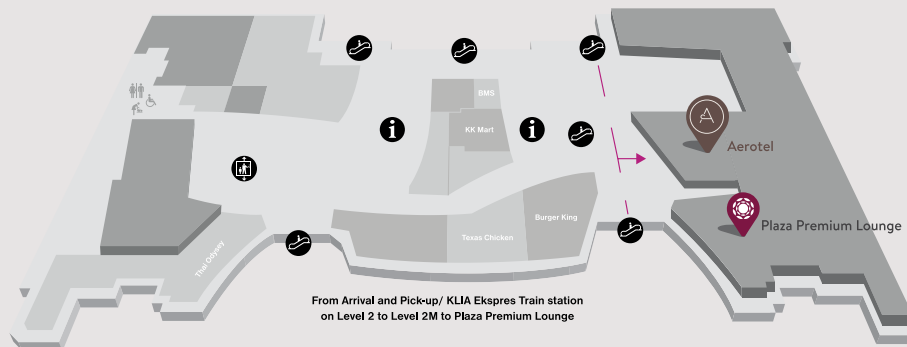 BMS
KK Mart
Aerotel
Burger King
Plaza Premium Lounge
Texas Chicken
Thai Odyssey
From Arrival and Pick-up/ KLIA Ekspres Train station
on Level 2 to Level 2M to Plaza Premium Lounge